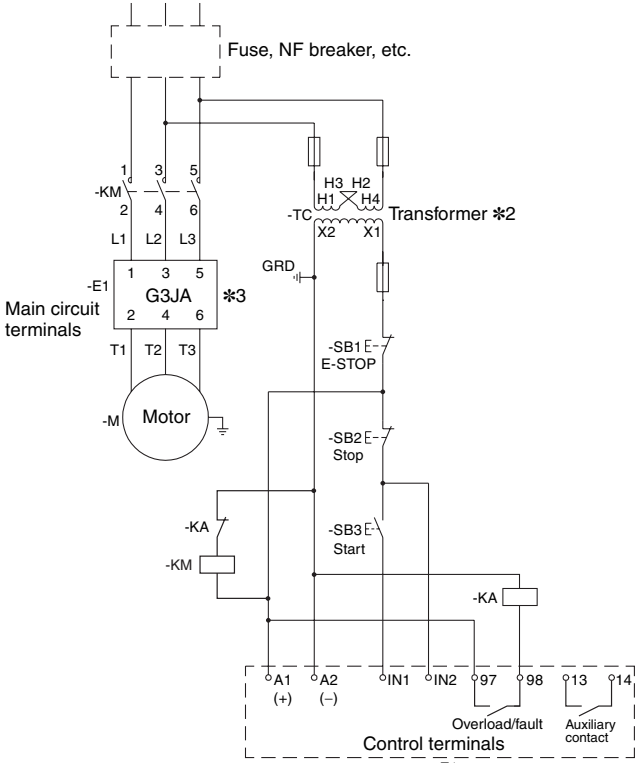 Fuse, NF breaker, etc.
1 3 5
-KM
2 4 6
H3 H2
H1 H4
-TC
Transformer ✻2
X2 X1
L1 L2 L3
GRD
-E1
1 3 5
G3JA
✻3
2 4 6
Main circuit
terminals
T1 T2 T3
-SB1
E-STOP
-M
Motor
-SB2
Stop
-KA
-SB3
Start
-KM
-KA
A1 A2 IN1 IN2 97 98 13 14
(+) (−)
Overload/fault
Auxiliary
contact
Control terminals